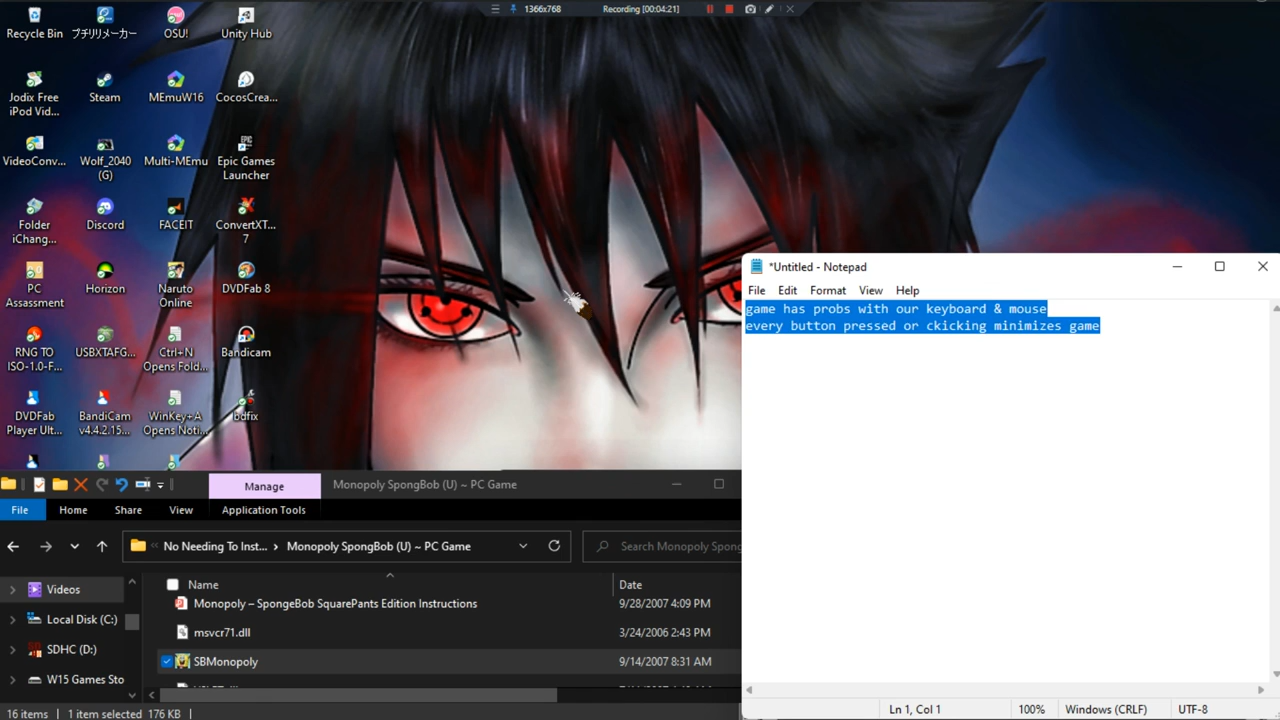 1366x768
Recording [00:04:21]
Recycle Bin
プチリメーカー
OSU!
Unity Hub
Jodix Free
iPod Vid...
Steam
MEmuW16
CocosCrea...
VideoConv...
Wolf_2040
(G)
Multi-MEmu
Epic Games
Launcher
Folder
iChang...
Discord
FACEIT
ConvertXT...
7
PC
Assassment
Horizon
Naruto
Online
DVDFab 8
RNG TO
ISO-1.0-F...
USBXTAFG...
Ctrl+N
Opens Fold...
Bandicam
DVDFab
Player Ult...
BandiCam
v4.4.2.15...
WinKey+A
Opens Noti...
bdfix
*Untitled - Notepad
File Edit Format View Help
game has probs with our keyboard & mouse
every button pressed or ckicking minimizes game
Ln 1, Col 1 100% Windows (CRLF) UTF-8
Manage Monopoly SpongBob (U) ~ PC Game
File Home Share View Application Tools
No Needing To Inst... Monopoly SpongBob (U) ~ PC Game
Search Monopoly Spong
Name Date
Videos
Local Disk (C:)
SDHC (D:)
W15 Games Sto
Monopoly – SpongeBob SquarePants Edition Instructions 9/28/2007 4:09 PM
msvcr71.dll 3/24/2006 2:43 PM
SBMonopoly 9/14/2007 8:31 AM
16 items 1 item selected 176 KB